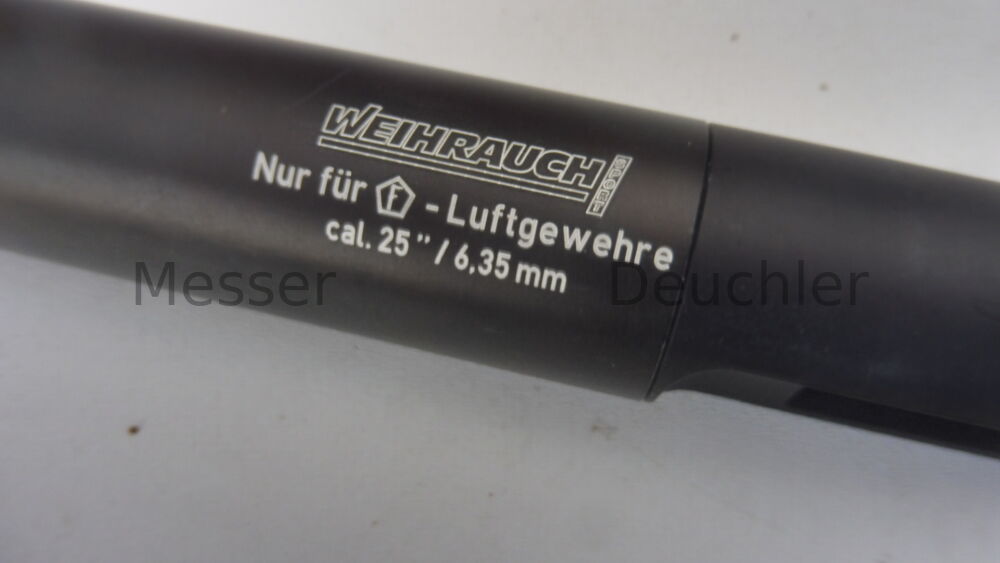 WEIHRAUCH SPORT
Nur für F - Luftgewehre
cal. 25" / 6,35 mm
Messer Deuchler